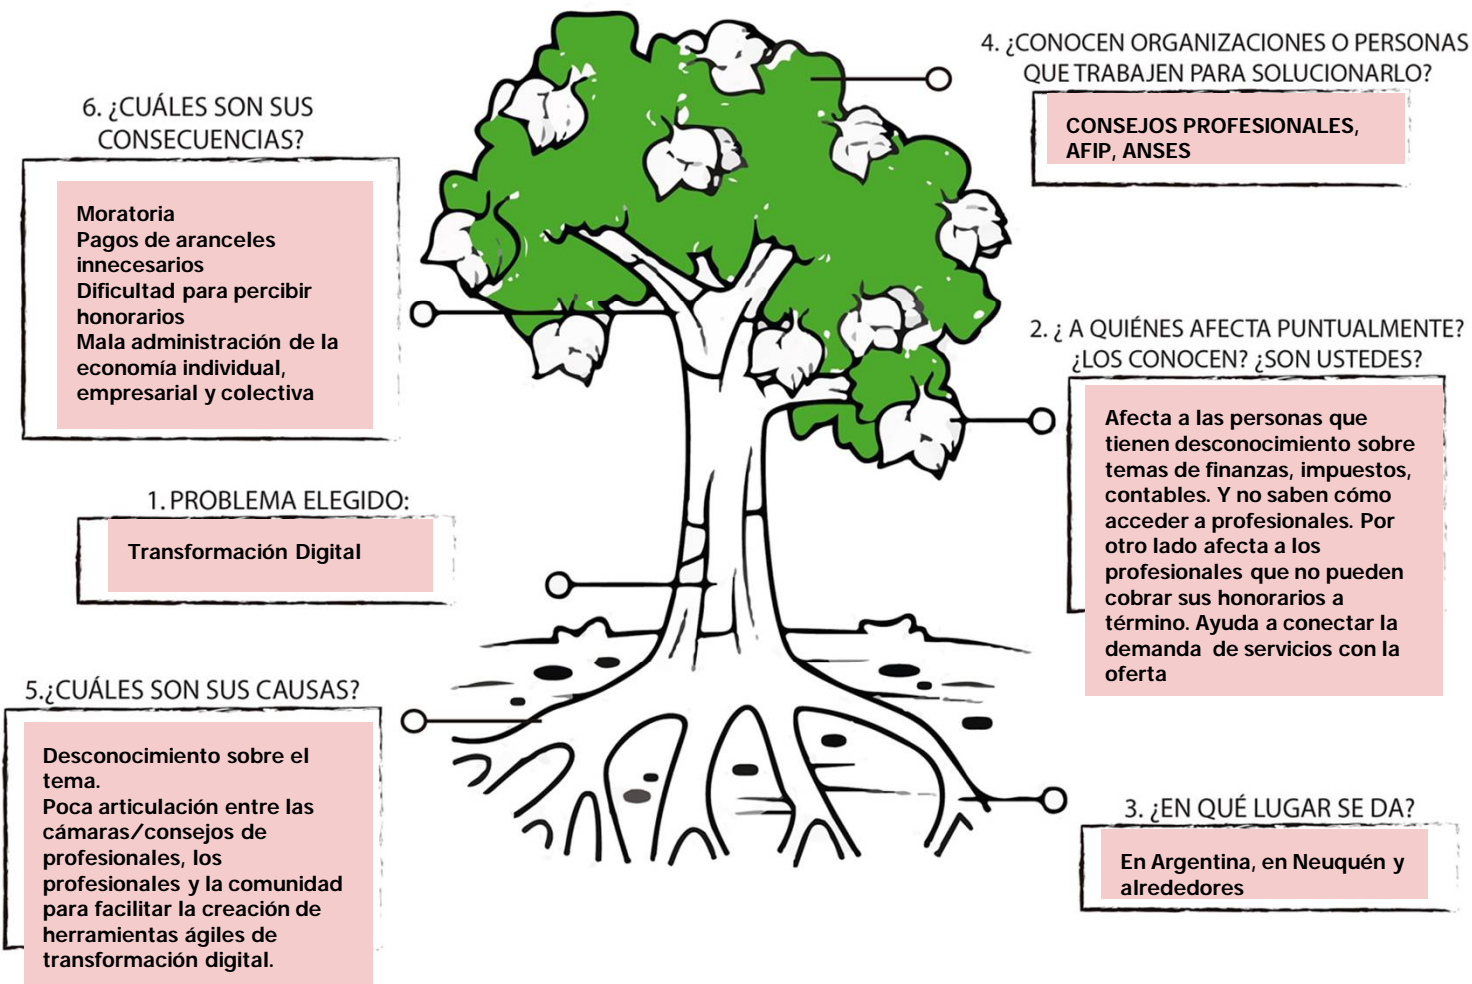 4. ¿CONOCEN ORGANIZACIONES O PERSONAS
QUE TRABAJEN PARA SOLUCIONARLO?
CONSEJOS PROFESIONALES,
AFIP, ANSES
6. ¿CUÁLES SON SUS
CONSECUENCIAS?
Moratoria
Pagos de aranceles
innecesarios
Dificultad para percibir
honorarios
Mala administración de la
economía individual,
empresarial y colectiva
2. ¿ A QUIÉNES AFECTA PUNTUALMENTE?
¿LOS CONOCEN? ¿SON USTEDES?
Afecta a las personas que
tienen desconocimiento sobre
temas de finanzas, impuestos,
contables. Y no saben cómo
acceder a profesionales. Por
otro lado afecta a los
profesionales que no pueden
cobrar sus honorarios a
término. Ayuda a conectar la
demanda de servicios con la
oferta
1. PROBLEMA ELEGIDO:
Transformación Digital
5.¿CUÁLES SON SUS CAUSAS?
Desconocimiento sobre el
tema.
Poca articulación entre las
cámaras/consejos de
profesionales, los
profesionales y la comunidad
para facilitar la creación de
herramientas ágiles de
transformación digital.
3. ¿EN QUÉ LUGAR SE DA?
En Argentina, en Neuquén y
alrededores